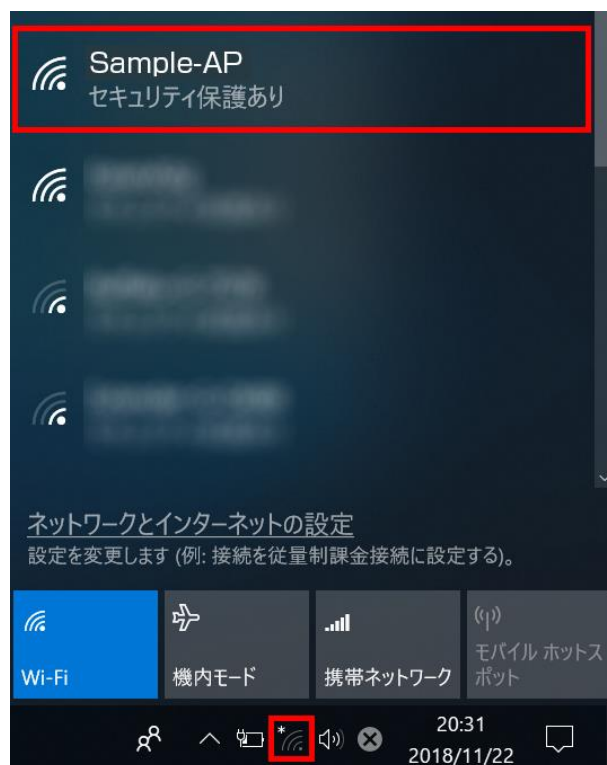 Sample-AP
セキュリティ保護あり
ネットワークとインターネットの設定
設定を変更します (例: 接続を従量制課金接続に設定する)。
Wi-Fi
機内モード
携帯ネットワーク
モバイル ホットス
ポット
20:31
2018/11/22